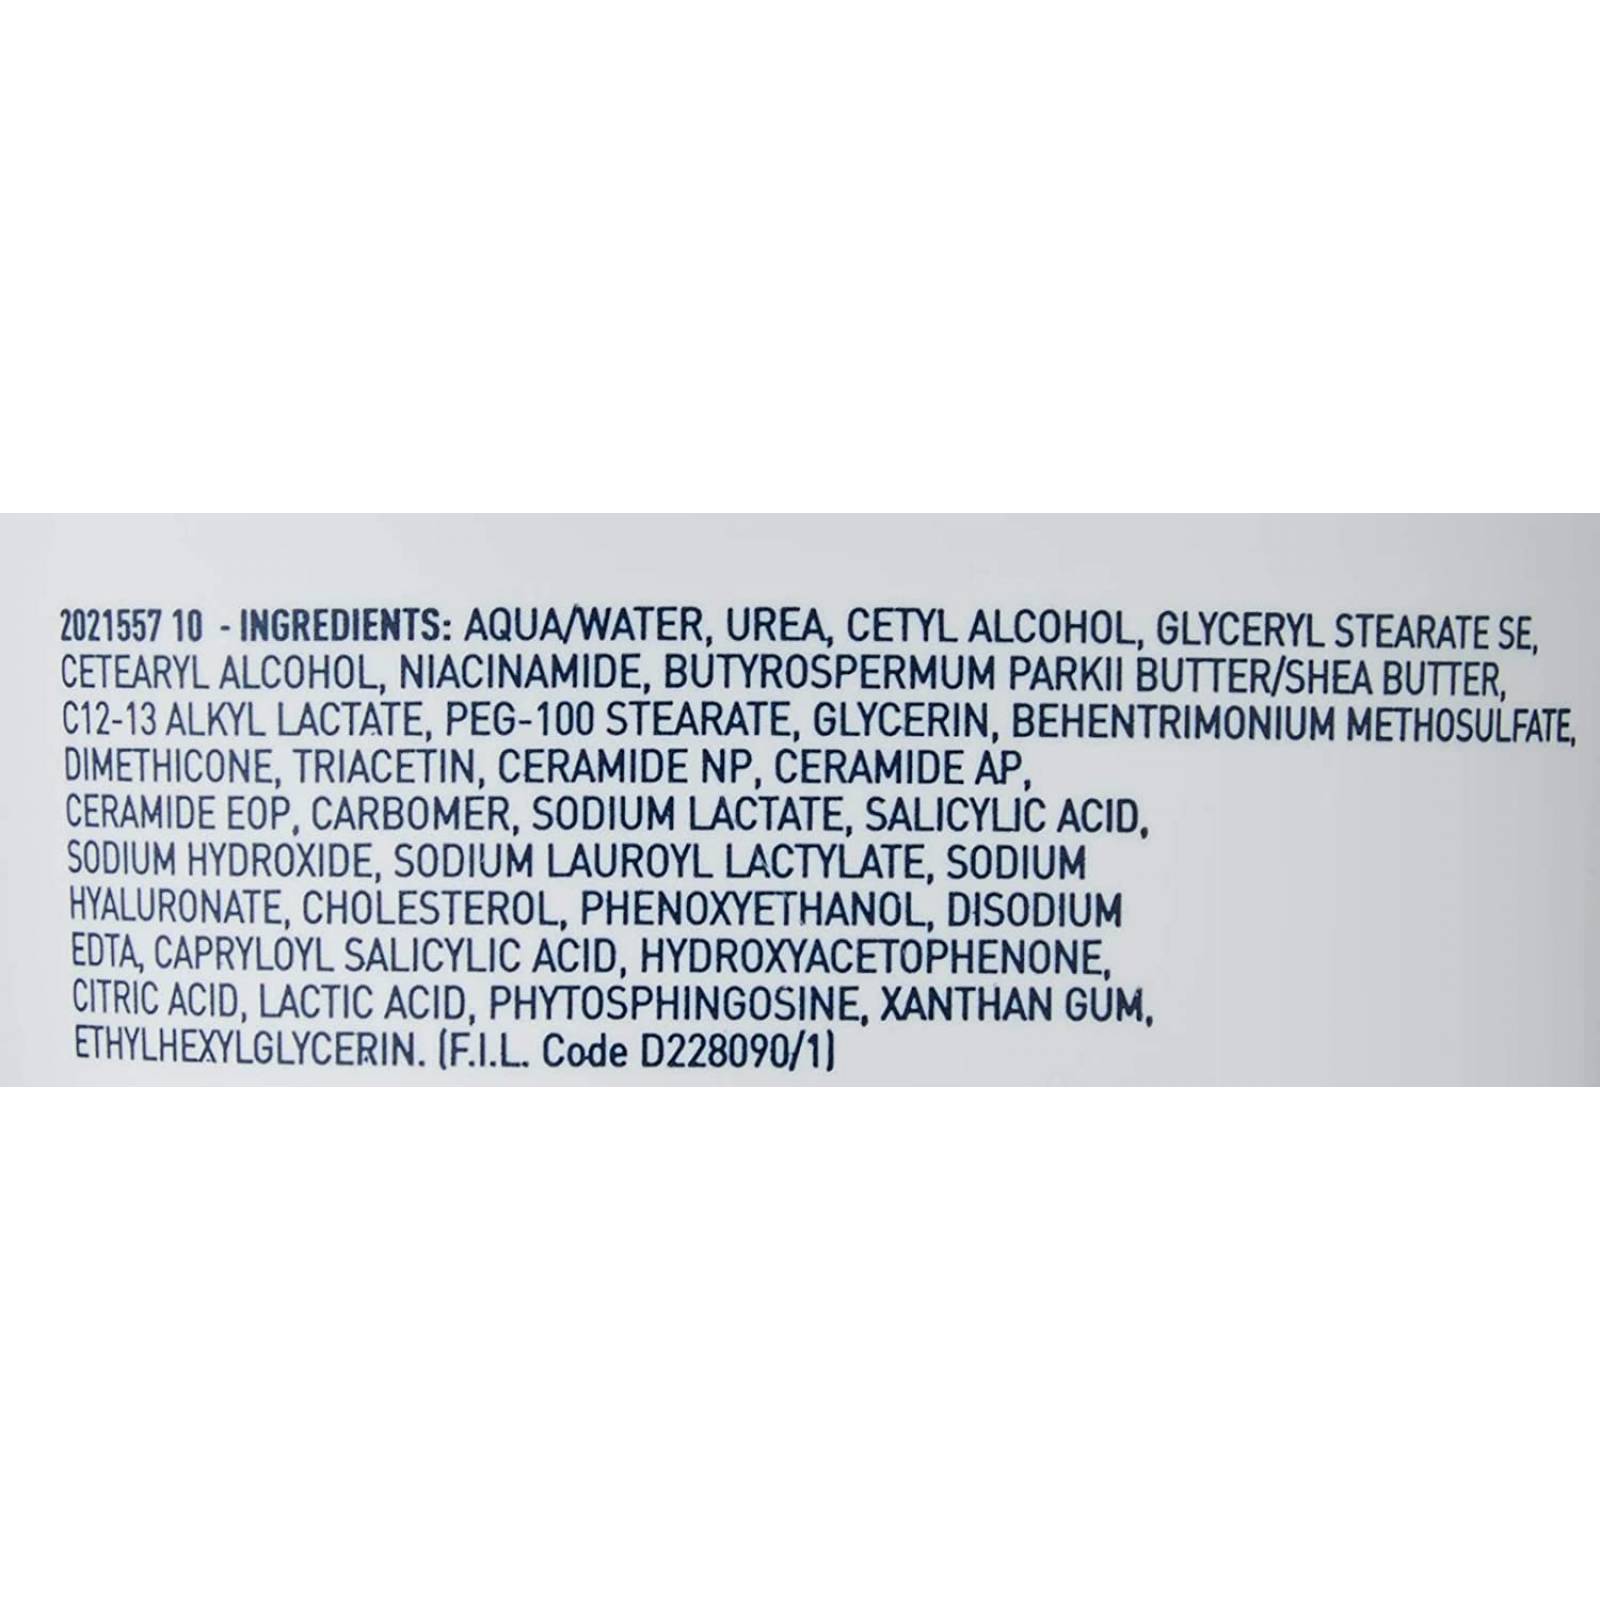 2021557 10 - INGREDIENTS: AQUA/WATER, UREA, CETYL ALCOHOL, GLYCERYL STEARATE SE,
CETEARYL ALCOHOL, NIACINAMIDE, BUTYROSPERMUM PARKII BUTTER/SHEA BUTTER,
C12-13 ALKYL LACTATE, PEG-100 STEARATE, GLYCERIN, BEHENTRIMONIUM METHOSULFATE,
DIMETHICONE, TRIACETIN, CERAMIDE NP, CERAMIDE AP,
CERAMIDE EOP, CARBOMER, SODIUM LACTATE, SALICYLIC ACID,
SODIUM HYDROXIDE, SODIUM LAUROYL LACTYLATE, SODIUM
HYALURONATE, CHOLESTEROL, PHENOXYETHANOL, DISODIUM
EDTA, CAPRYLOYL SALICYLIC ACID, HYDROXYACETOPHENONE,
CITRIC ACID, LACTIC ACID, PHYTOSPHINGOSINE, XANTHAN GUM,
ETHYLHEXYLGLYCERIN. (F.I.L. Code D228090/1)